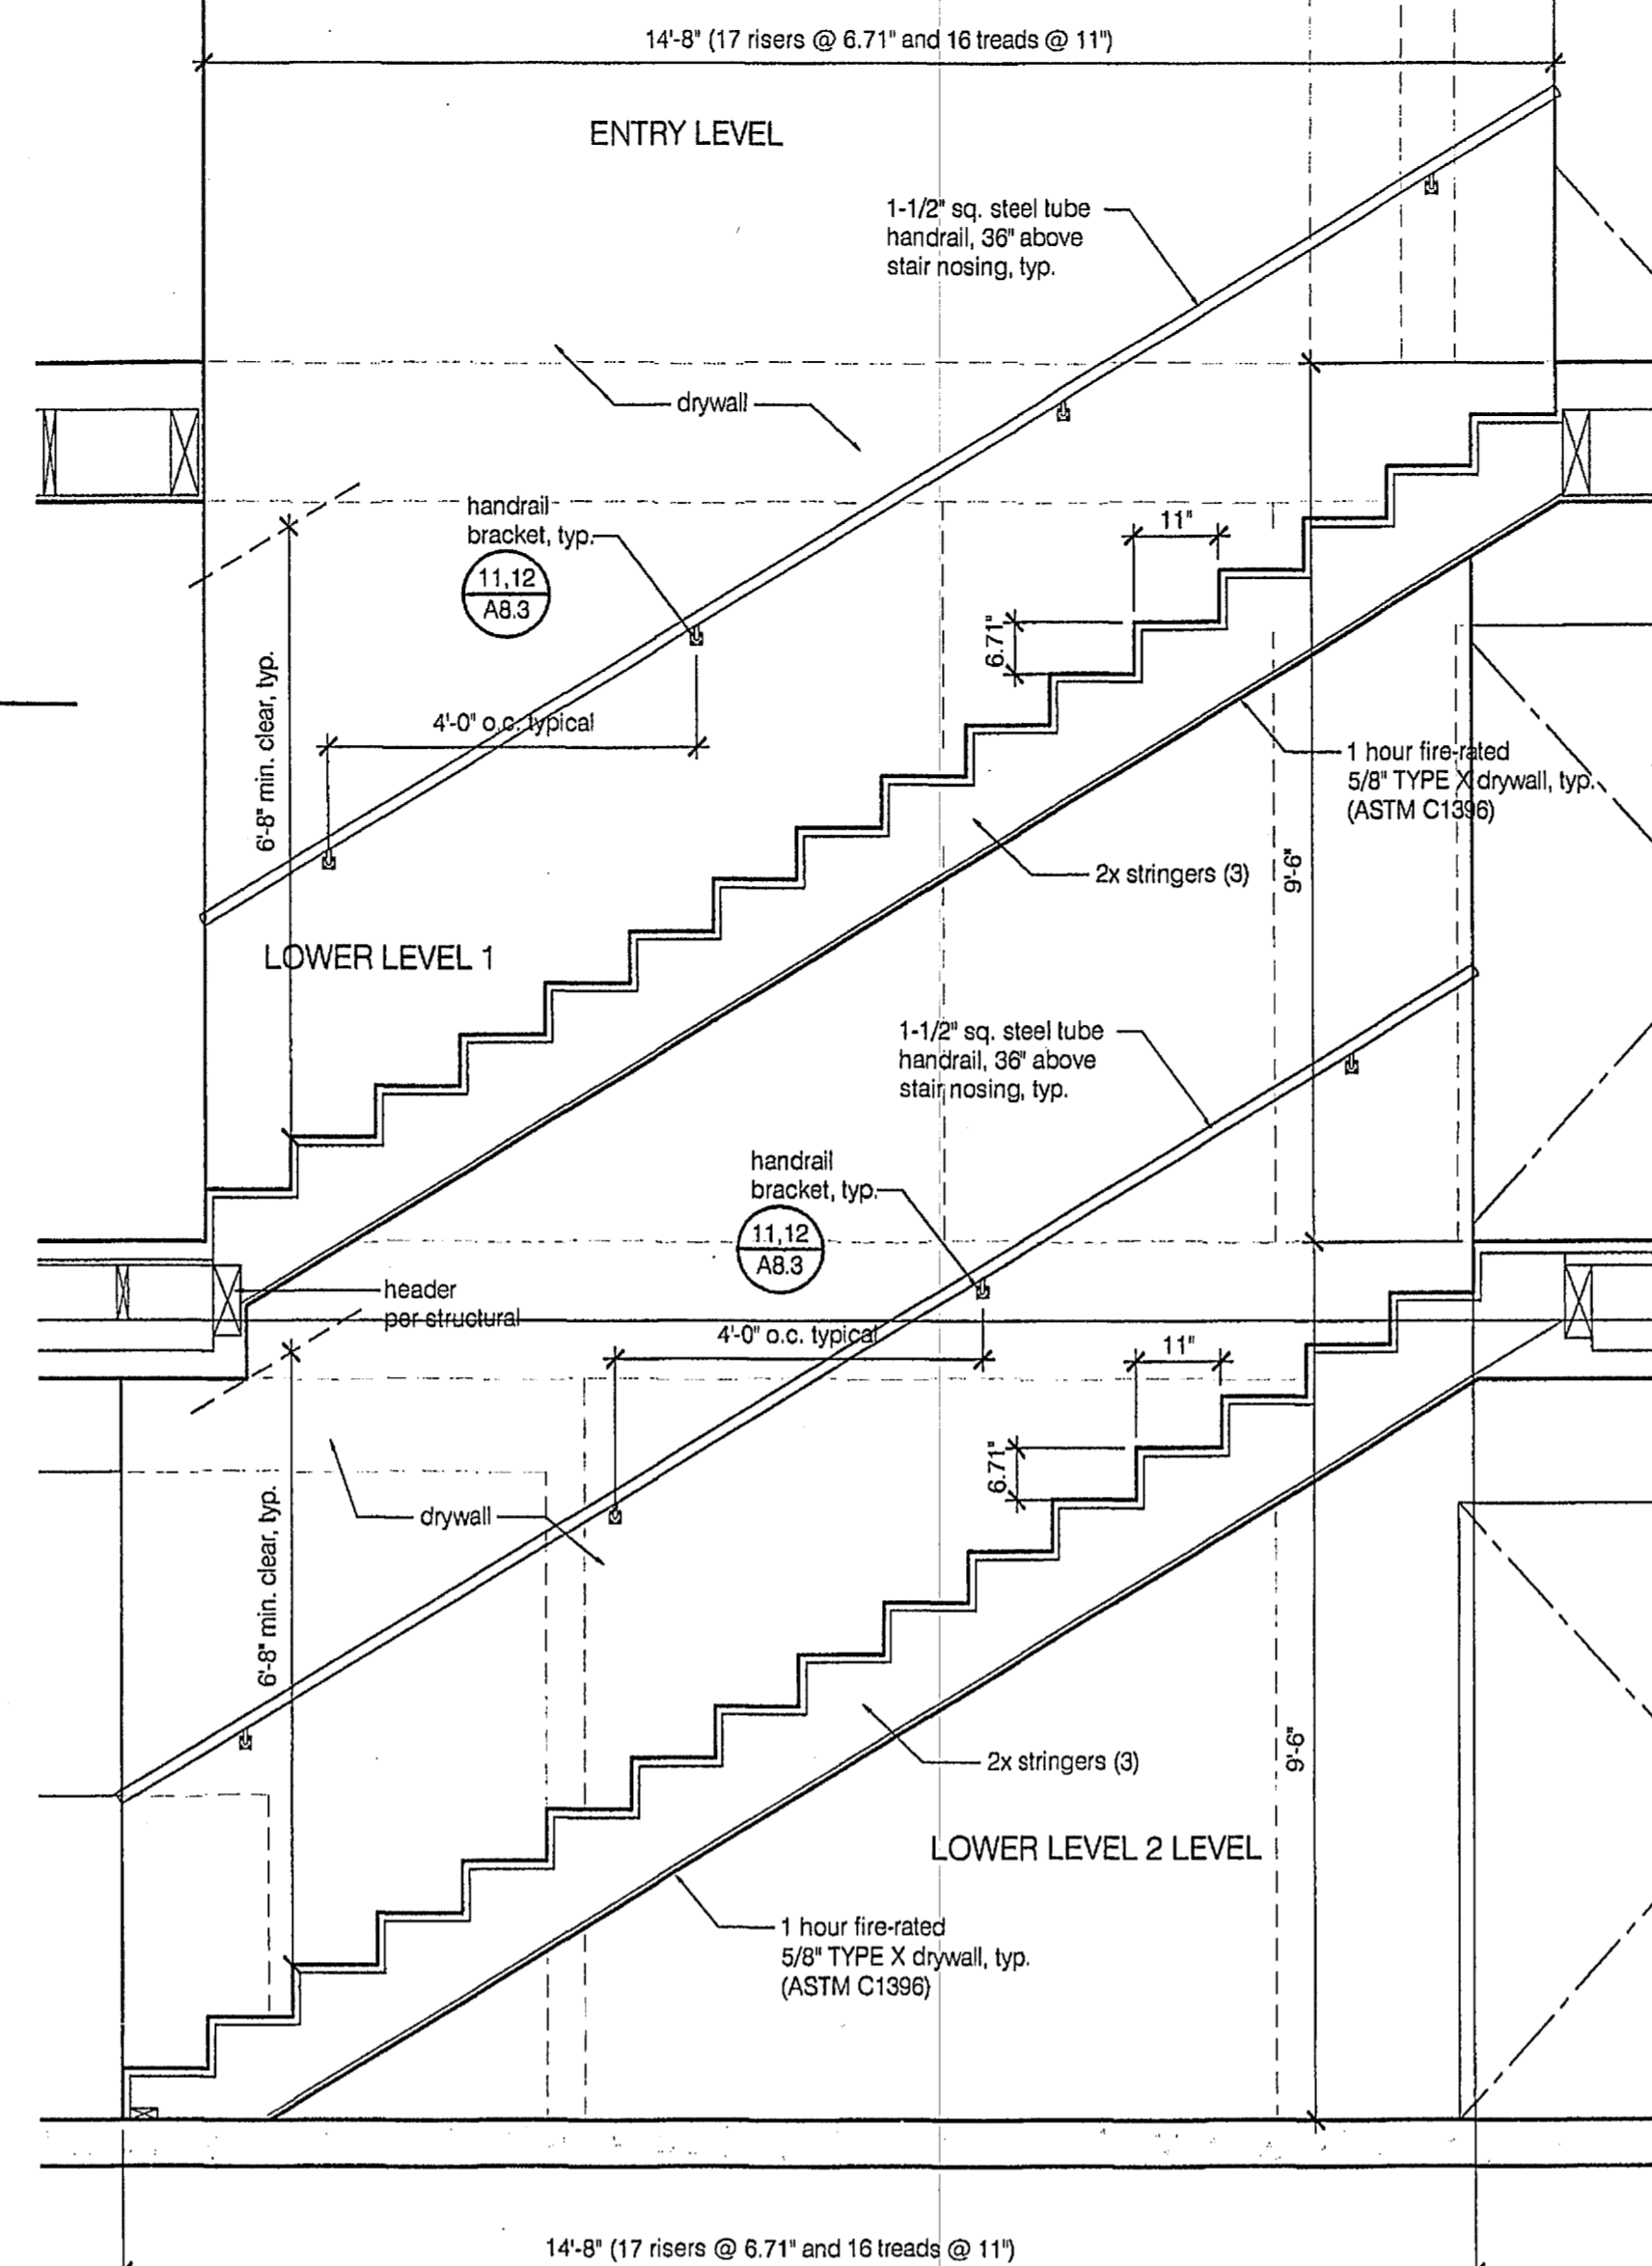 14'-8" (17 risers @ 6.71" and 16 treads @ 11")
ENTRY LEVEL
1-1/2" sq. steel tube
handrail, 36" above
stair nosing, typ.
drywall
handrail
bracket, typ.
11,12
A8.3
11"
6.71"
6'-8" min. clear, typ.
4'-0" o.c. typical
1 hour fire-rated
5/8" TYPE X drywall, typ.
(ASTM C1396)
2x stringers (3)
9'-6"
LOWER LEVEL 1
1-1/2" sq. steel tube
handrail, 36" above
stair nosing, typ.
handrail
bracket, typ.
11,12
A8.3
header
per structural
4'-0" o.c. typical
11"
6.71"
6'-8" min. clear, typ.
drywall
2x stringers (3)
9'-6"
LOWER LEVEL 2 LEVEL
1 hour fire-rated
5/8" TYPE X drywall, typ.
(ASTM C1396)
14'-8" (17 risers @ 6.71" and 16 treads @ 11")